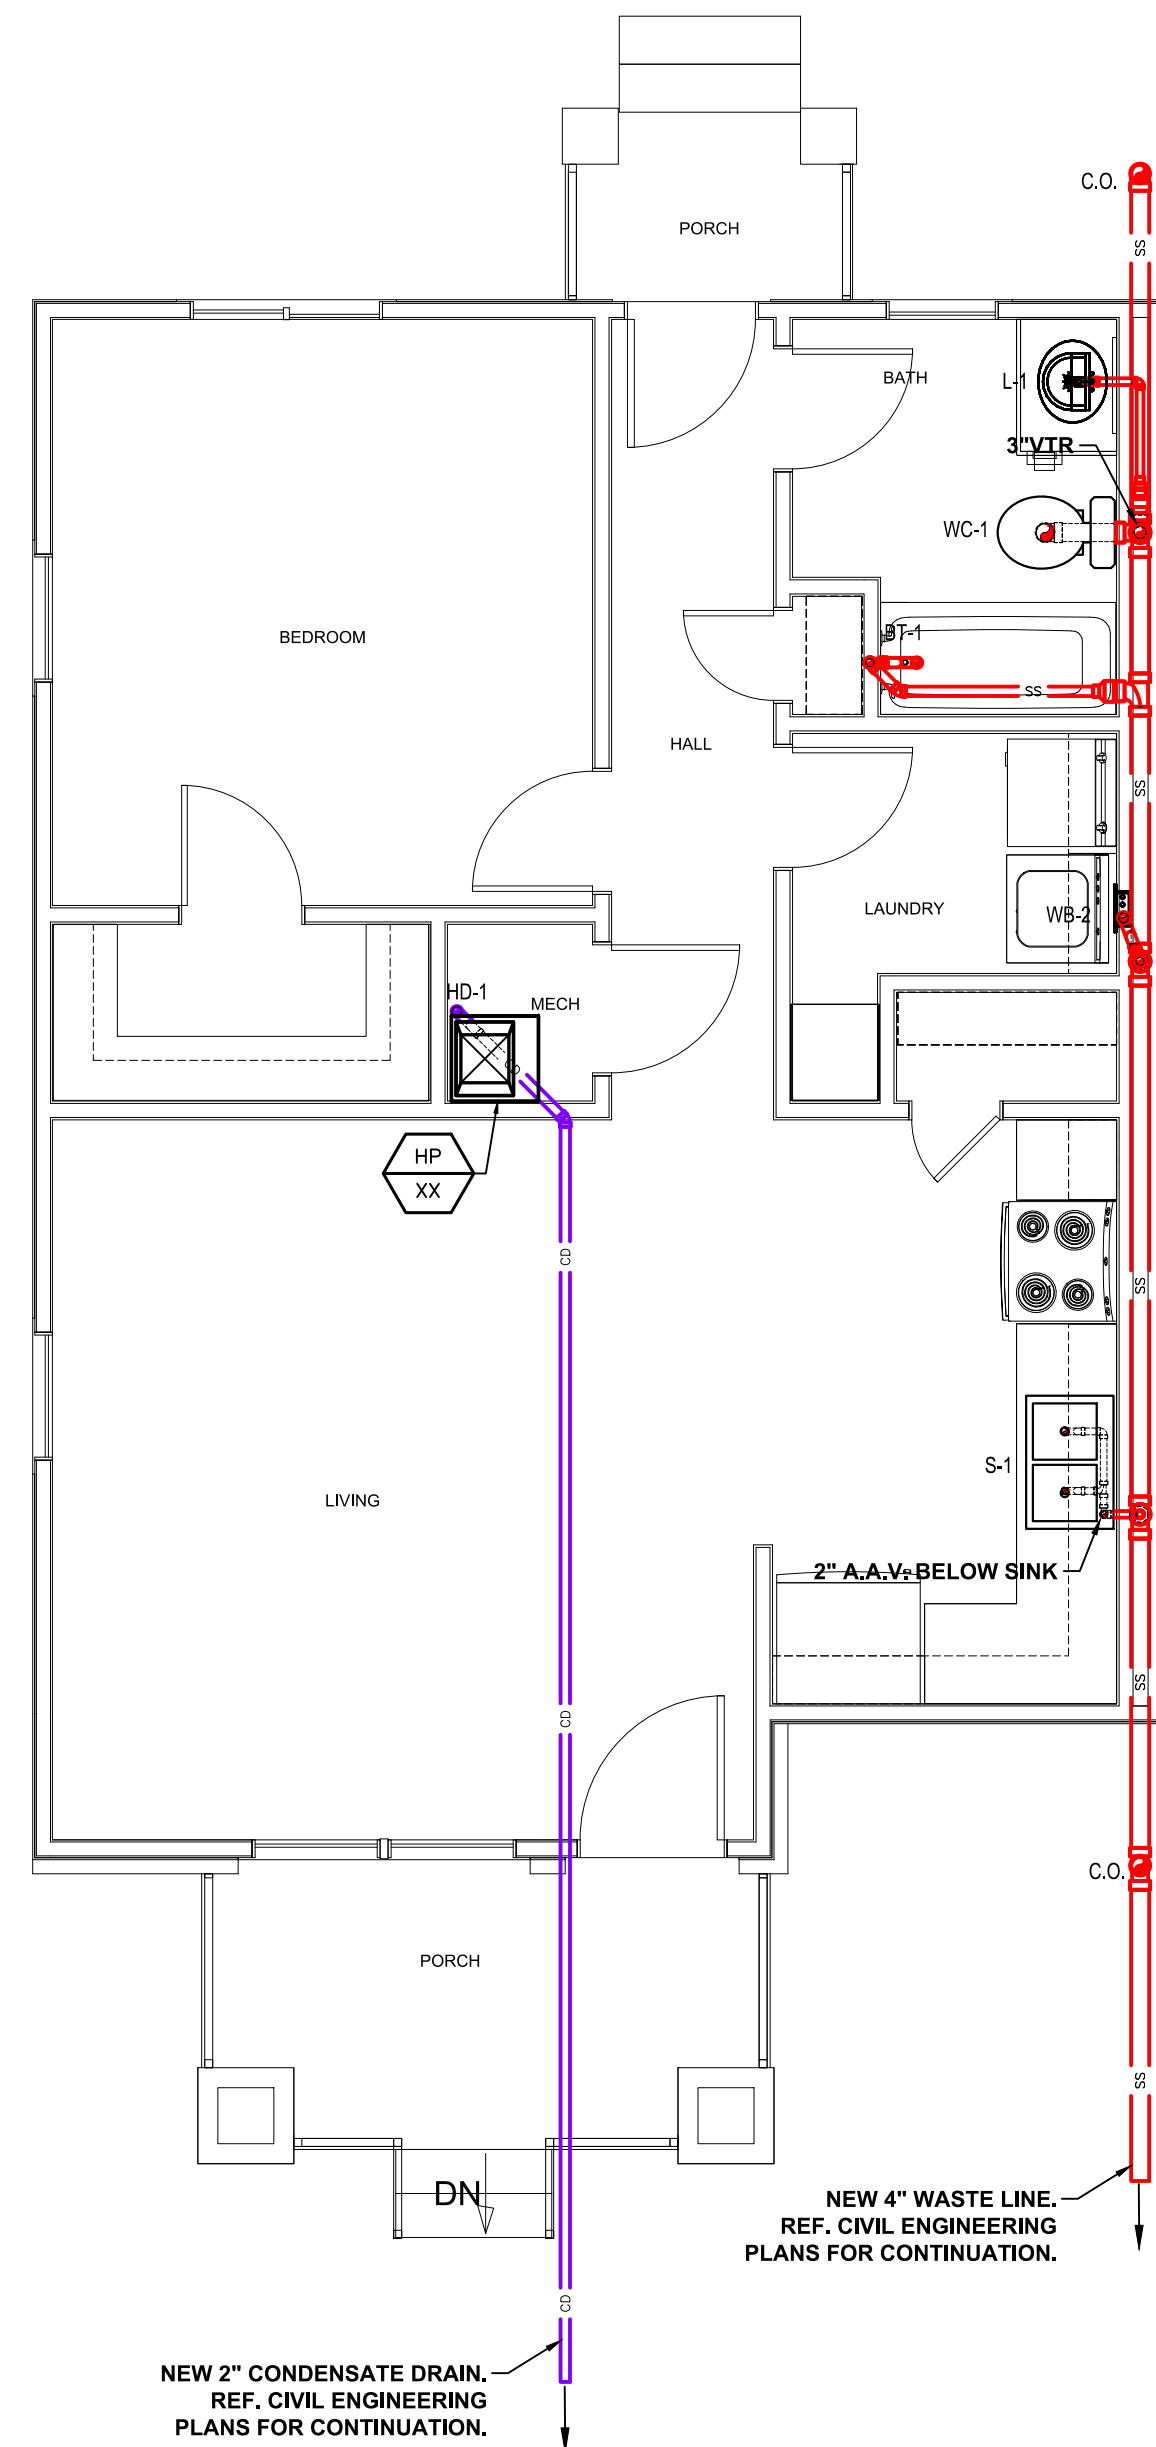 C.O.
SS
PORCH
BATH
L-1
3"VTR
WC-1
BEDROOM
BT-1
SS
HALL
SS
LAUNDRY
WB-2
HD-1
MECH
CD
HP
XX
CD
SS
S-1
LIVING
2" A.A.V. BELOW SINK
SS
CD
C.O.
PORCH
SS
DN
NEW 4" WASTE LINE.
REF. CIVIL ENGINEERING
PLANS FOR CONTINUATION.
CD
NEW 2" CONDENSATE DRAIN.
REF. CIVIL ENGINEERING
PLANS FOR CONTINUATION.